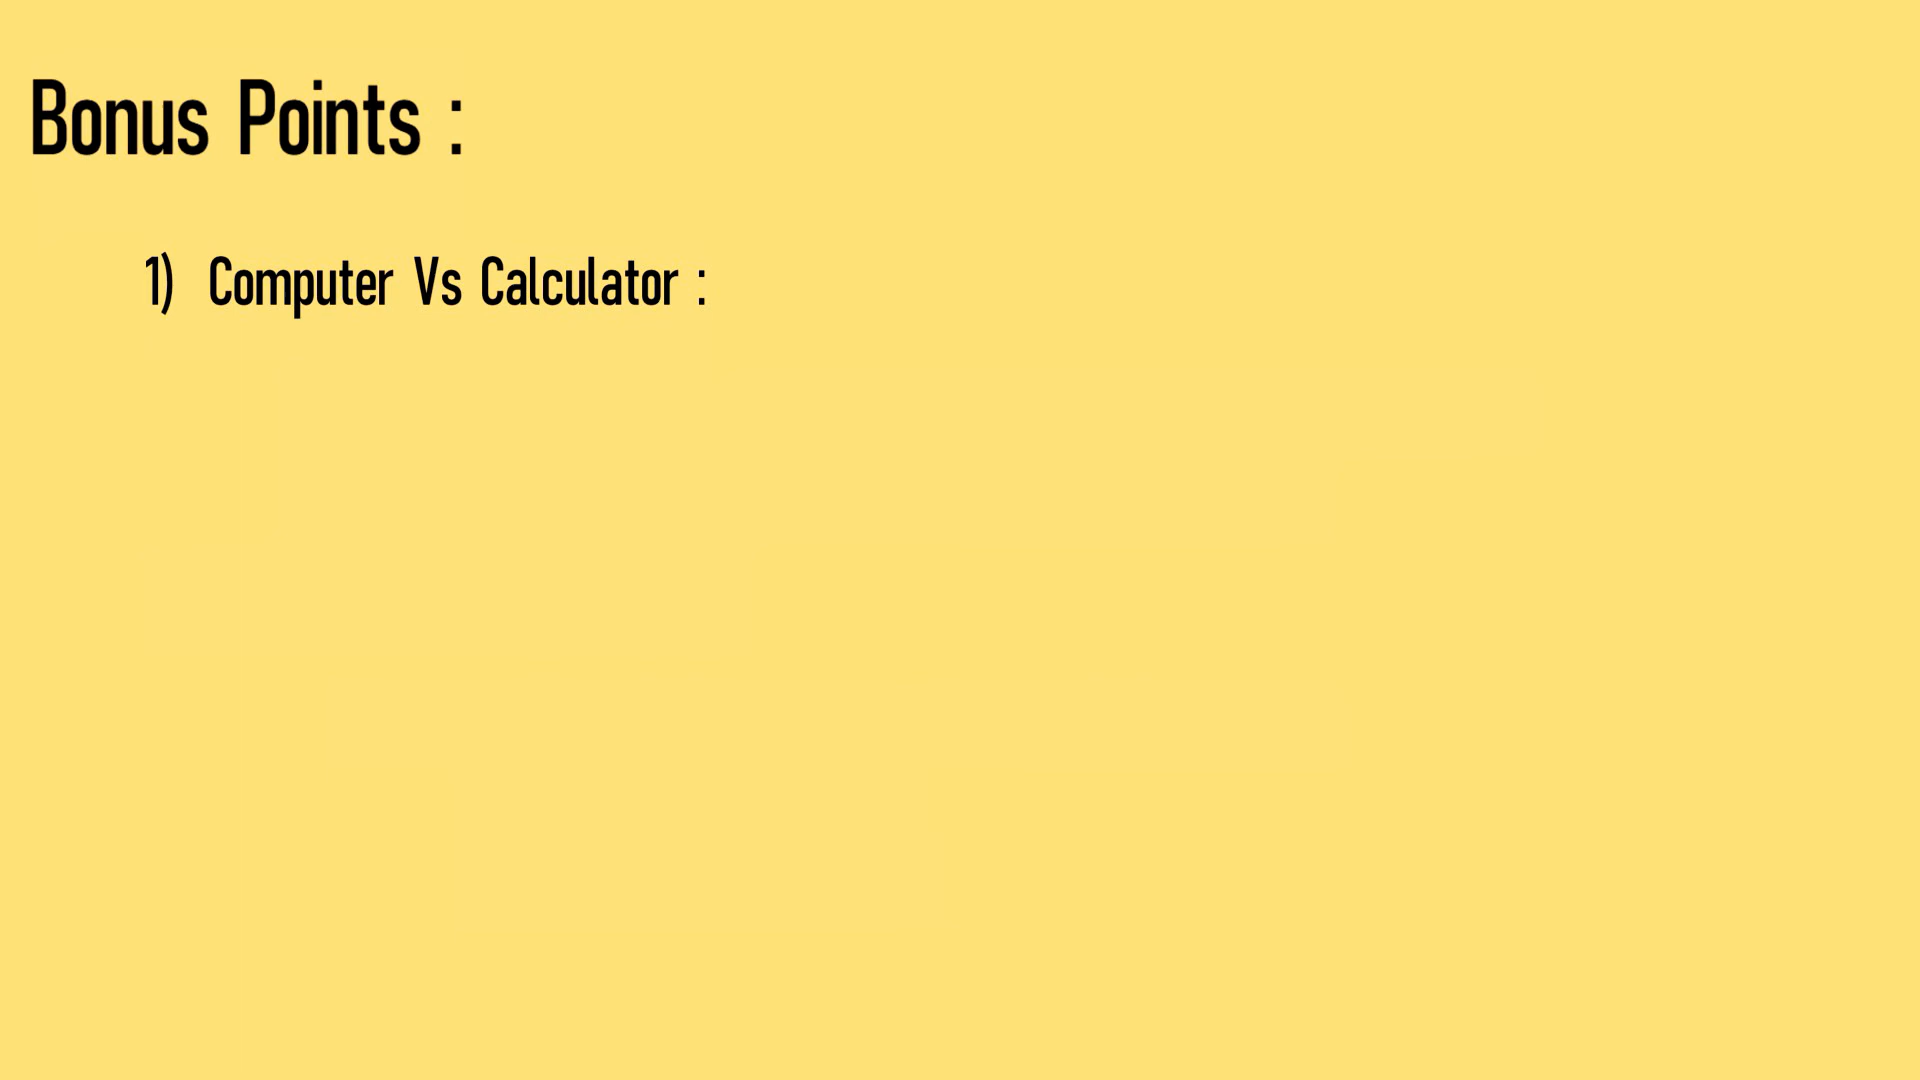 Bonus Points :
1) Computer Vs Calculator :